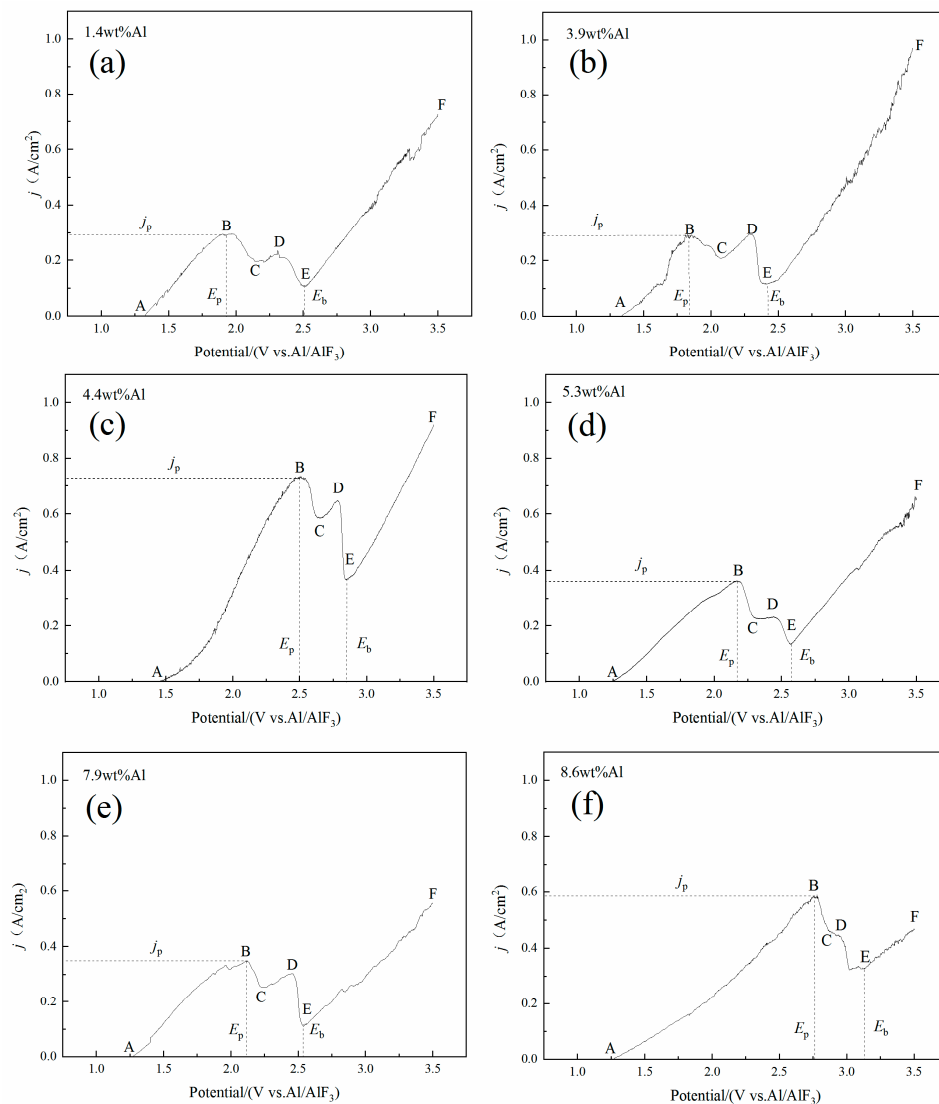 1.4wt%Al
(a)
j（A/cm²）
1.0
0.8
0.6
0.4
0.2
0.0
jp
A
B
C
D
E
F
Ep
Eb
1.0 1.5 2.0 2.5 3.0 3.5
Potential/(V vs.Al/AlF₃)
3.9wt%Al
(b)
j（A/cm²）
1.0
0.8
0.6
0.4
0.2
0.0
jp
A
B
C
D
E
F
Ep
Eb
1.0 1.5 2.0 2.5 3.0 3.5
Potential/(V vs.Al/AlF₃)
4.4wt%Al
(c)
j（A/cm²）
1.0
0.8
0.6
0.4
0.2
0.0
jp
A
B
C
D
E
F
Ep
Eb
1.0 1.5 2.0 2.5 3.0 3.5
Potential/(V vs.Al/AlF₃)
5.3wt%Al
(d)
j（A/cm²）
1.0
0.8
0.6
0.4
0.2
0.0
jp
A
B
C
D
E
F
Ep
Eb
1.0 1.5 2.0 2.5 3.0 3.5
Potential/(V vs.Al/AlF₃)
7.9wt%Al
(e)
j（A/cm₂）
1.0
0.8
0.6
0.4
0.2
0.0
jp
A
B
C
D
E
F
Ep
Eb
1.0 1.5 2.0 2.5 3.0 3.5
Potential/(V vs.Al/AlF₃)
8.6wt%Al
(f)
j（A/cm²）
1.0
0.8
0.6
0.4
0.2
0.0
jp
A
B
C
D
E
F
Ep
Eb
1.0 1.5 2.0 2.5 3.0 3.5
Potential/(V vs.Al/AlF₃)